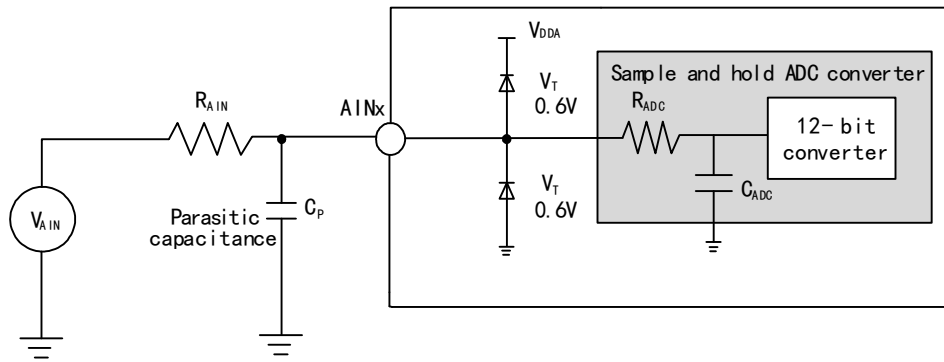 VDDA
Sample and hold ADC converter
VT
0.6V
RAIN
AINx
RADC
12-bit
converter
VT
0.6V
CADC
CP
Parasitic
capacitance
VAIN